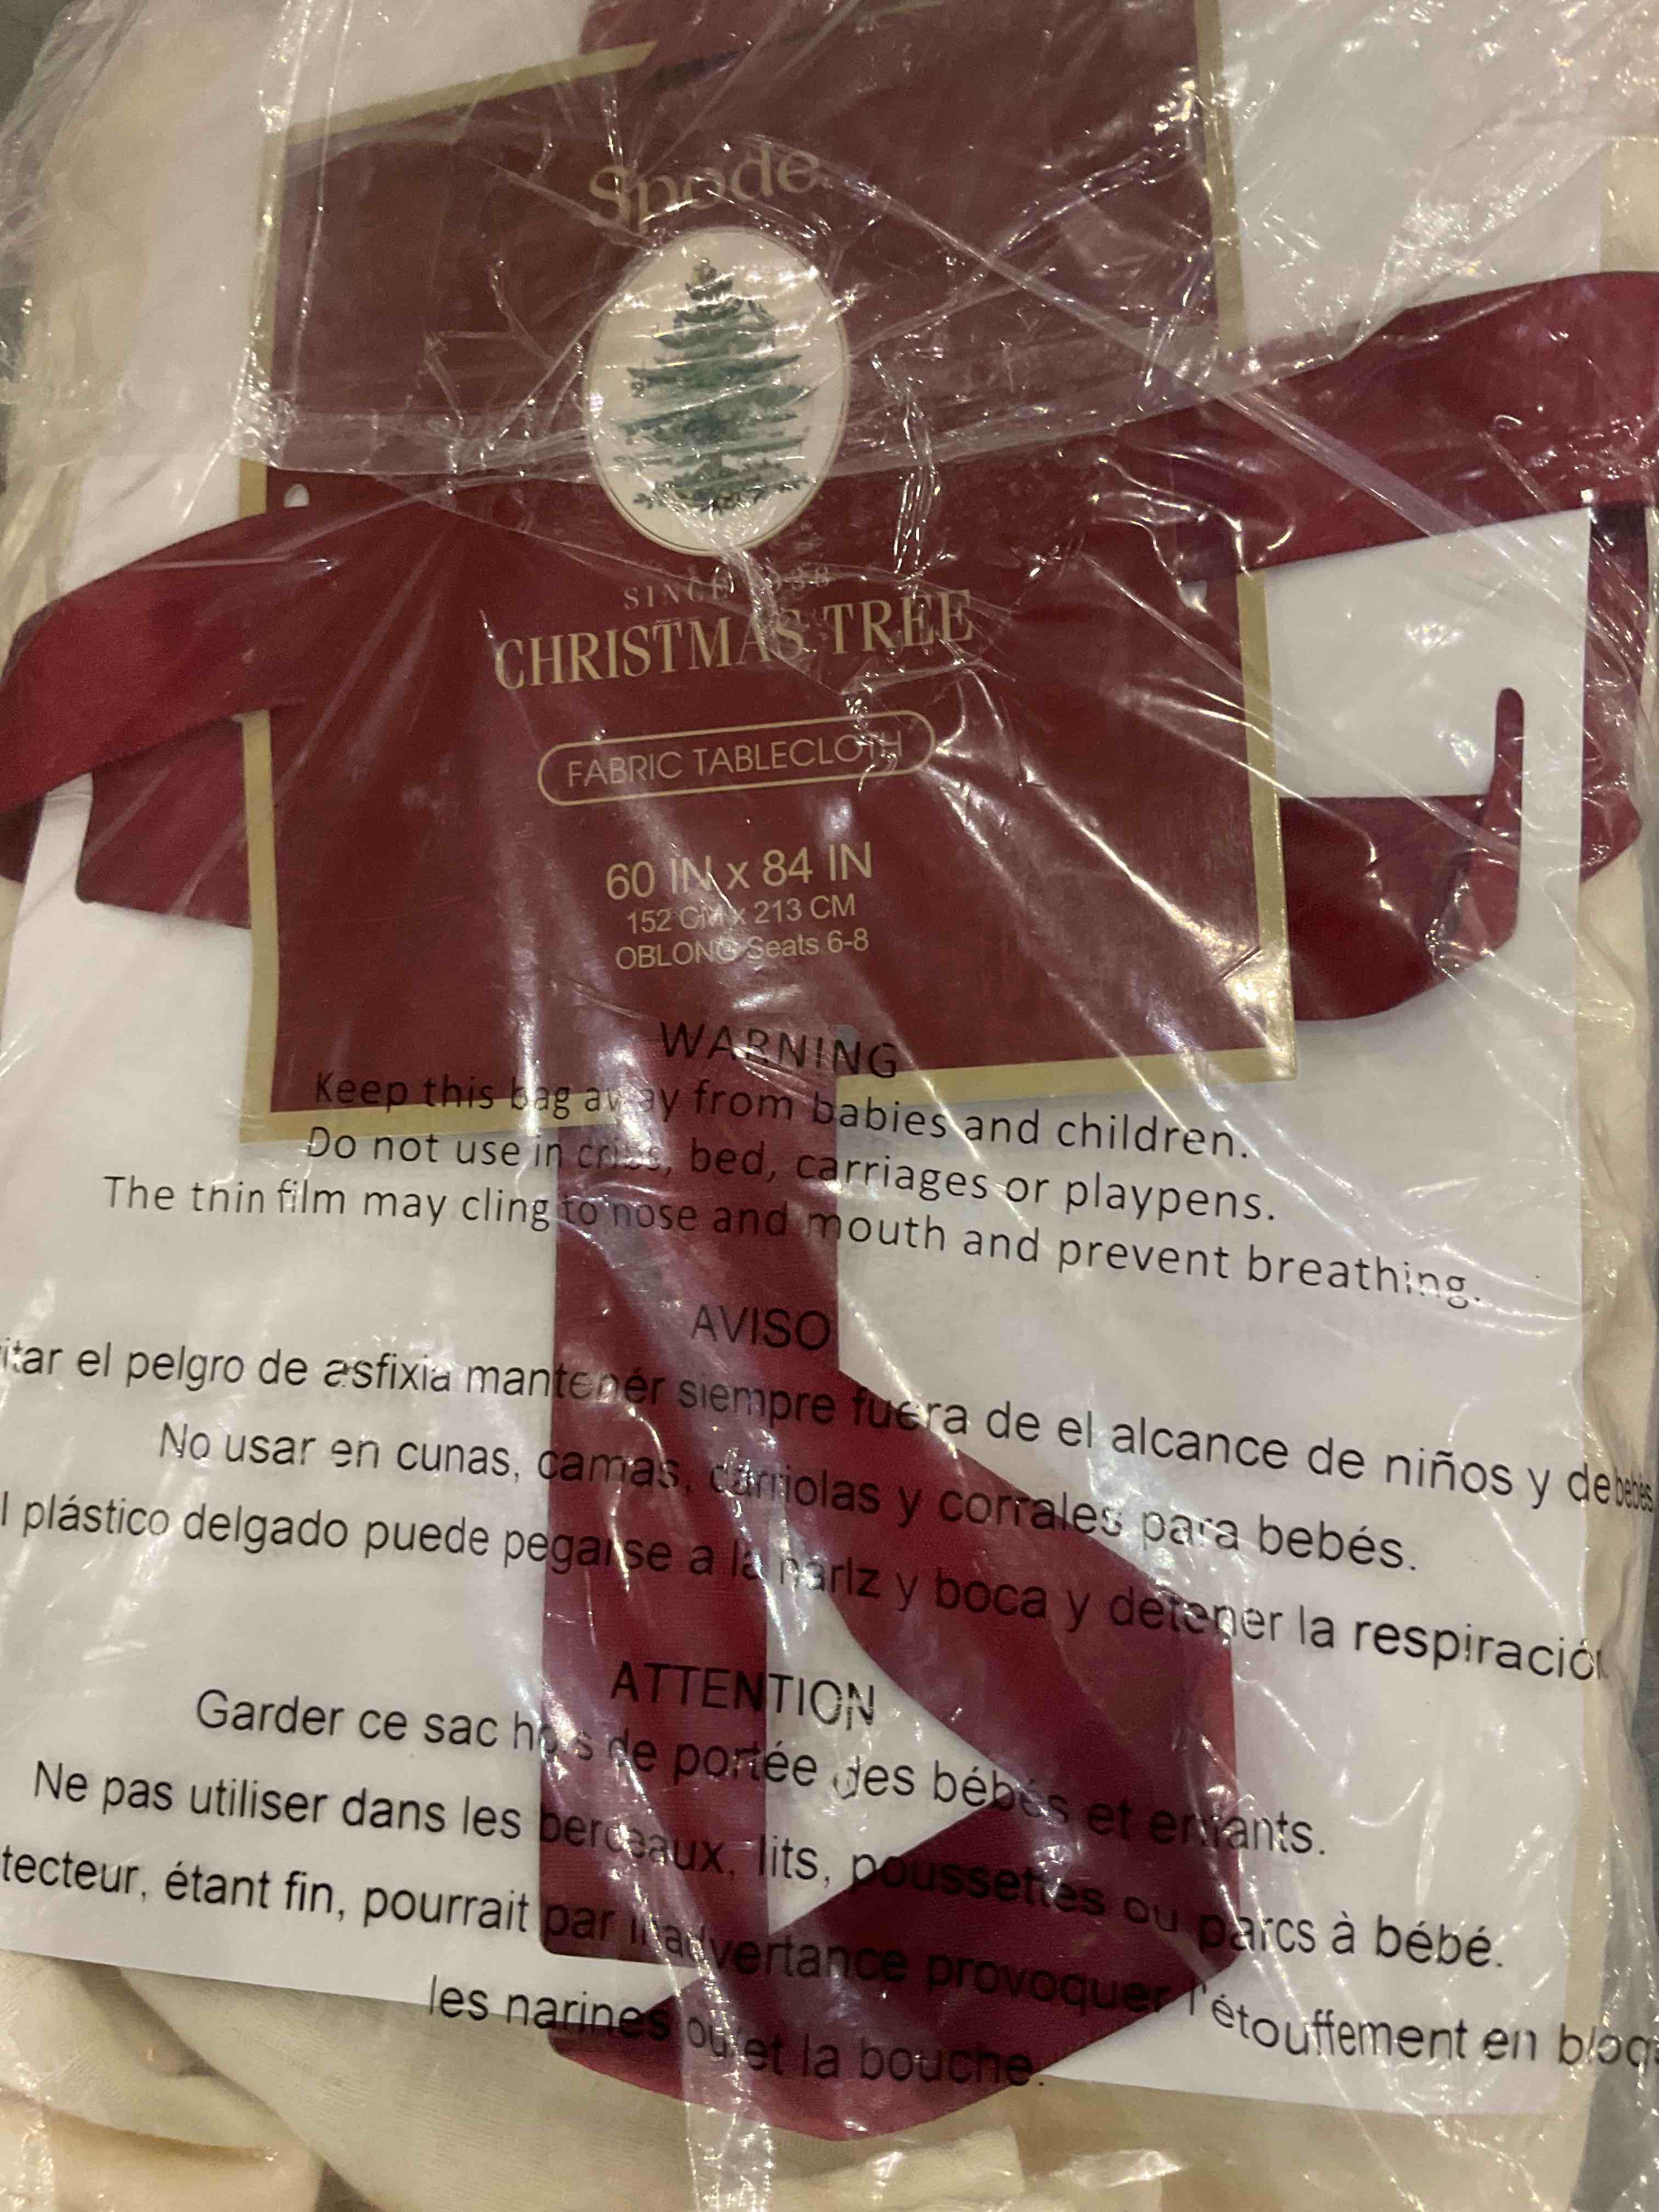 Spode
SINCE 1938
CHRISTMAS TREE
FABRIC TABLECLOTH
60 IN x 84 IN
152 CM x 213 CM
OBLONG Seats 6-8
WARNING
Keep this bag away from babies and children.
Do not use in cribs, bed, carriages or playpens.
The thin film may cling to nose and mouth and prevent breathing.
AVISO
itar el pelgro de asfixia mantenér siempre fuera de el alcance de niños y de bebés
No usar en cunas, camas, carriolas y corrales para bebés.
l plástico delgado puede pegarse a la narlz y boca y detener la respiración
ATTENTION
Garder ce sac hors de portée des bébés et enfants.
Ne pas utiliser dans les berceaux, lits, poussettes ou parcs à bébé.
tecteur, étant fin, pourrait par inadvertance provoquer l'étouffement en bloq
les narines ou et la bouche.